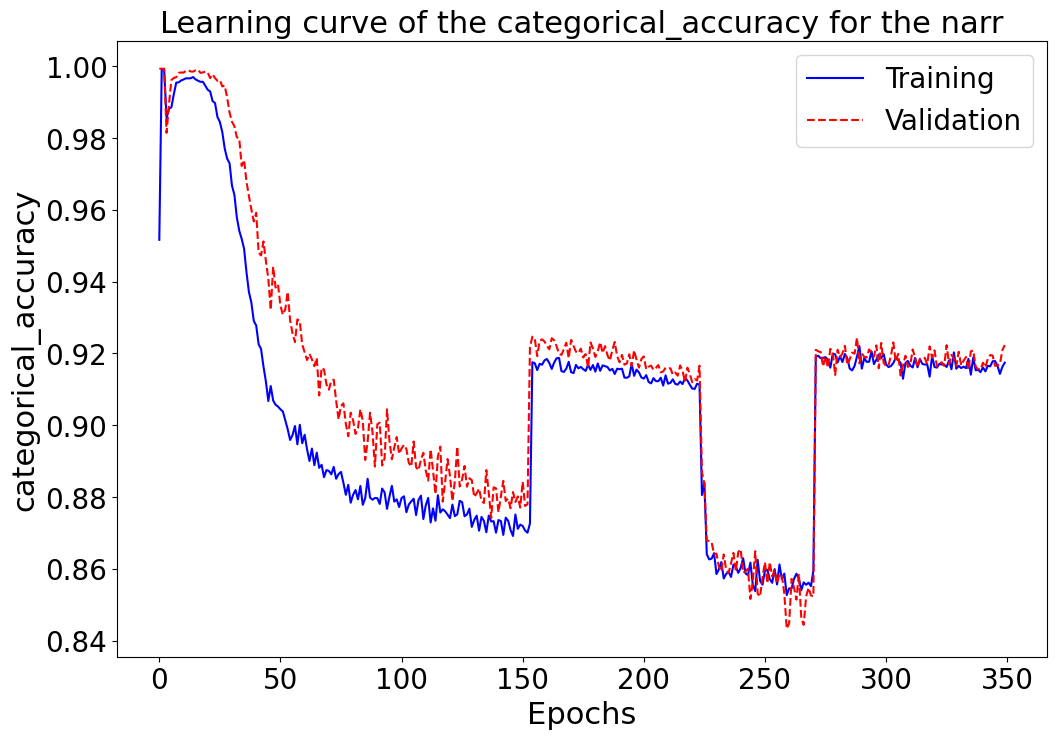 Learning curve of the categorical_accuracy for the narr
Training
Validation
categorical_accuracy
1.00
0.98
0.96
0.94
0.92
0.90
0.88
0.86
0.84
0 50 100 150 200 250 300 350
Epochs